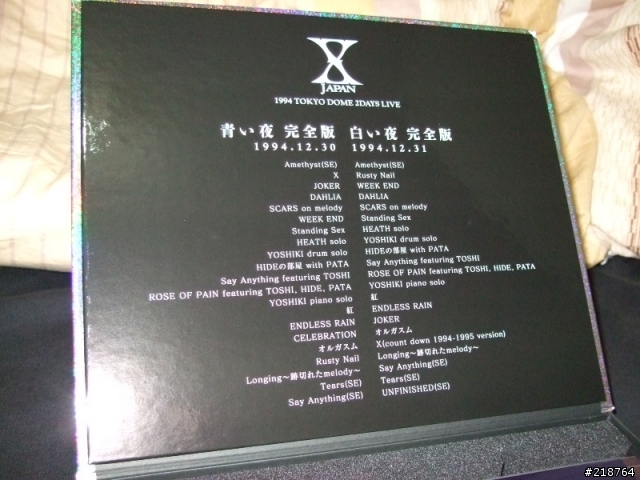 X
JAPAN
1994 TOKYO DOME 2DAYS LIVE
青い夜 完全版
1994.12.30
Amethyst(SE)
X
JOKER
DAHLIA
SCARS on melody
WEEK END
Standing Sex
HEATH solo
YOSHIKI drum solo
HIDEの部屋 with PATA
Say Anything featuring TOSHI
ROSE OF PAIN featuring TOSHI, HIDE, PATA
YOSHIKI piano solo
紅
ENDLESS RAIN
CELEBRATION
オルガスム
Rusty Nail
Longing～跡切れたmelody～
Tears(SE)
Say Anything(SE)
白い夜 完全版
1994.12.31
Amethyst(SE)
Rusty Nail
WEEK END
DAHLIA
SCARS on melody
Standing Sex
HEATH solo
YOSHIKI drum solo
HIDEの部屋 with PATA
Say Anything featuring TOSHI
ROSE OF PAIN featuring TOSHI, HIDE, PATA
YOSHIKI piano solo
紅
ENDLESS RAIN
JOKER
オルガスム
X(count down 1994-1995 version)
Longing～跡切れたmelody～
Say Anything(SE)
Tears(SE)
UNFINISHED(SE)
#218764